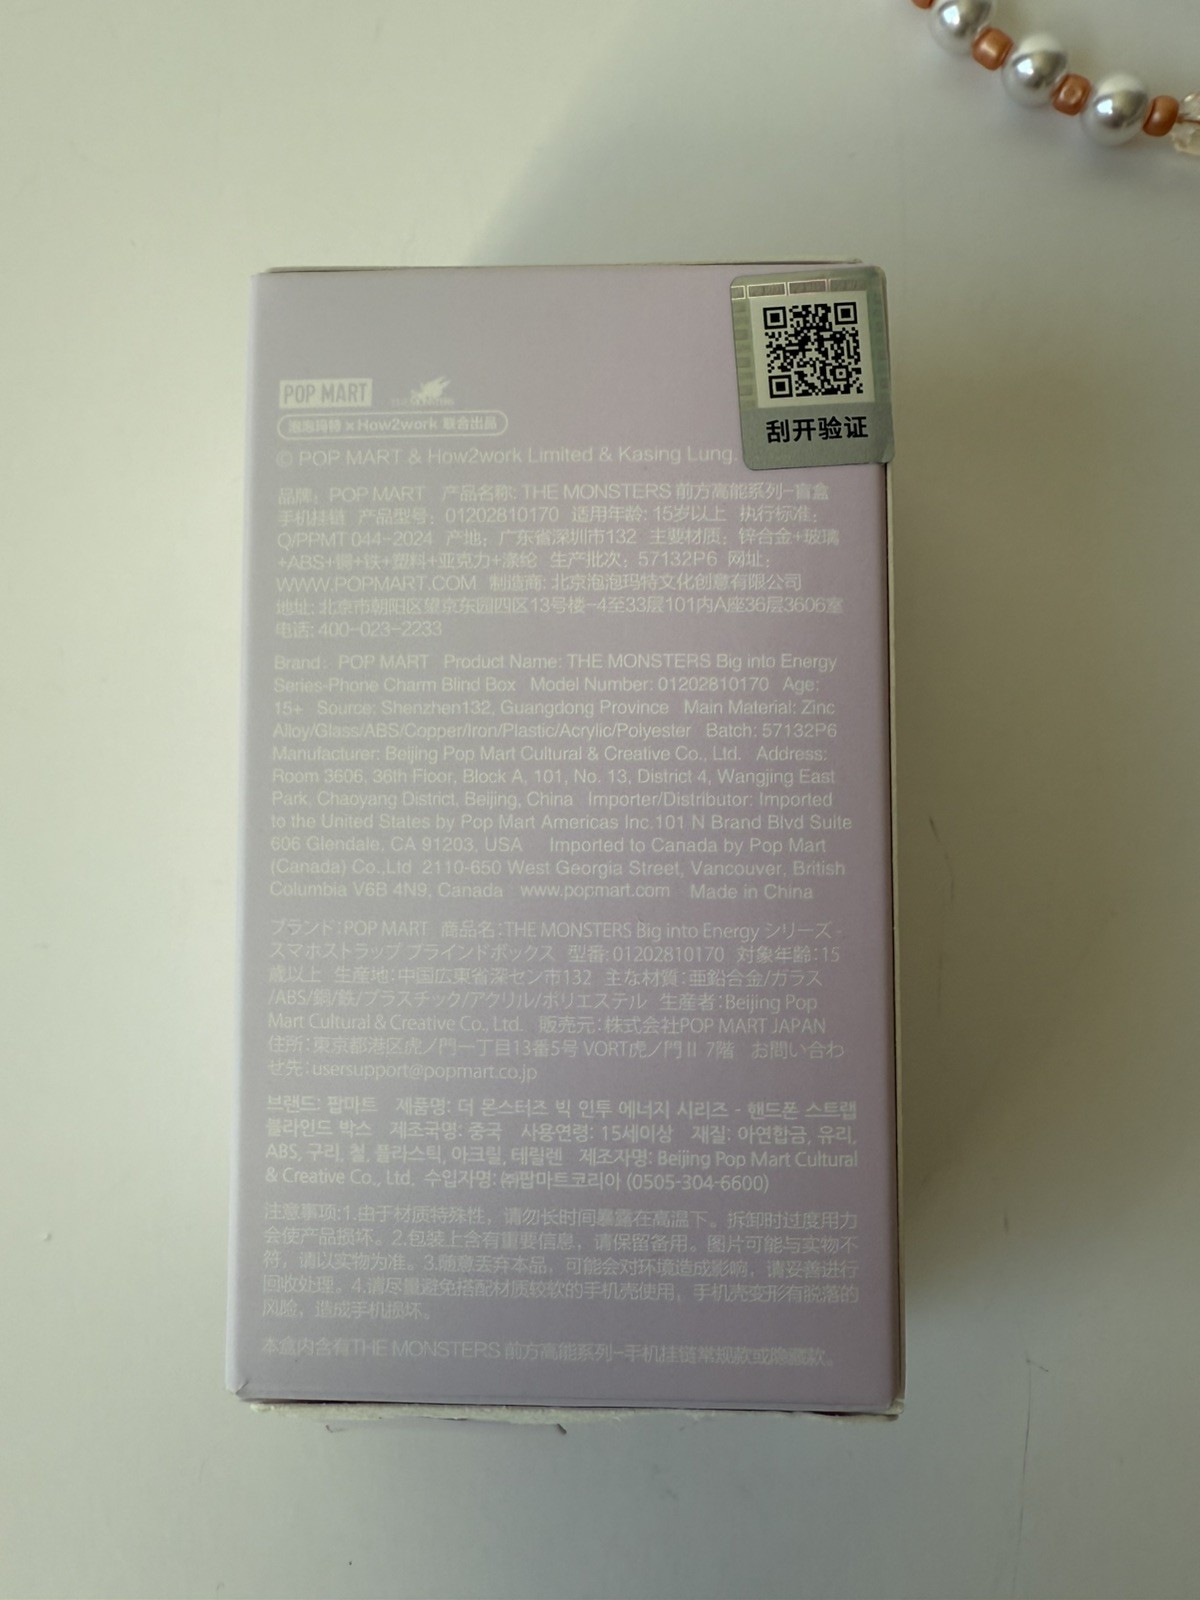 刮开验证
POP MART
泡泡玛特 x How2work 联合出品
© POP MART & How2work Limited & Kasing Lung.
品牌：POP MART 产品名称: THE MONSTERS 前方高能系列-盲盒
手机挂链 产品型号：01202810170 适用年龄: 15岁以上 执行标准：
Q/PPMT 044-2024 产地：广东省深圳市132 主要材质：锌合金+玻璃
+ABS+铜+铁+塑料+亚克力+涤纶 生产批次：57132P6 网址：
WWW.POPMART.COM 制造商: 北京泡泡玛特文化创意有限公司
地址: 北京市朝阳区望京东园四区13号楼-4至33层101内A座36层3606室
电话: 400-023-2233
Brand：POP MART Product Name: THE MONSTERS Big into Energy
Series-Phone Charm Blind Box Model Number: 01202810170 Age:
15+ Source: Shenzhen132, Guangdong Province Main Material: Zinc
Alloy/Glass/ABS/Copper/Iron/Plastic/Acrylic/Polyester Batch: 57132P6
Manufacturer: Beijing Pop Mart Cultural & Creative Co., Ltd. Address:
Room 3606, 36th Floor, Block A, 101, No. 13, District 4, Wangjing East
Park, Chaoyang District, Beijing, China Importer/Distributor: Imported
to the United States by Pop Mart Americas Inc.101 N Brand Blvd Suite
606 Glendale, CA 91203, USA Imported to Canada by Pop Mart
(Canada) Co.,Ltd .2110-650 West Georgia Street, Vancouver, British
Columbia V6B 4N9, Canada www.popmart.com Made in China
ブランド：POP MART 商品名：THE MONSTERS Big into Energy シリーズ -
スマホストラップ ブラインドボックス 型番: 01202810170 対象年齢：15
歳以上 生産地：中国広東省深セン市132 主な材質：亜鉛合金/ガラス
/ABS/銅/鉄/プラスチック/アクリル/ポリエステル 生産者：Beijing Pop
Mart Cultural & Creative Co., Ltd. 販売元：株式会社POP MART JAPAN
住所：東京都港区虎ノ門一丁目13番5号 VORT虎ノ門II 7階 お問い合わ
せ先：usersupport@popmart.co.jp
브랜드: 팝마트 제품명: 더 몬스터즈 빅 인투 에너지 시리즈 - 핸드폰 스트랩
블라인드 박스 제조국명: 중국 사용연령: 15세이상 재질: 아연합금, 유리,
ABS, 구리, 철, 플라스틱, 아크릴, 테릴렌 제조자명: Beijing Pop Mart Cultural
& Creative Co., Ltd. 수입자명: ㈜팝마트코리아 (0505-304-6600)
注意事项:1.由于材质特殊性，请勿长时间暴露在高温下。拆卸时过度用力
会使产品损坏。2.包装上含有重要信息，请保留备用。图片可能与实物不
符，请以实物为准。3.随意丢弃本品，可能会对环境造成影响，请妥善进行
回收处理。4.请尽量避免搭配材质较软的手机壳使用，手机壳变形有脱落的
风险，造成手机损坏。
本盒内含有THE MONSTERS 前方高能系列-手机挂链常规款或隐藏款。